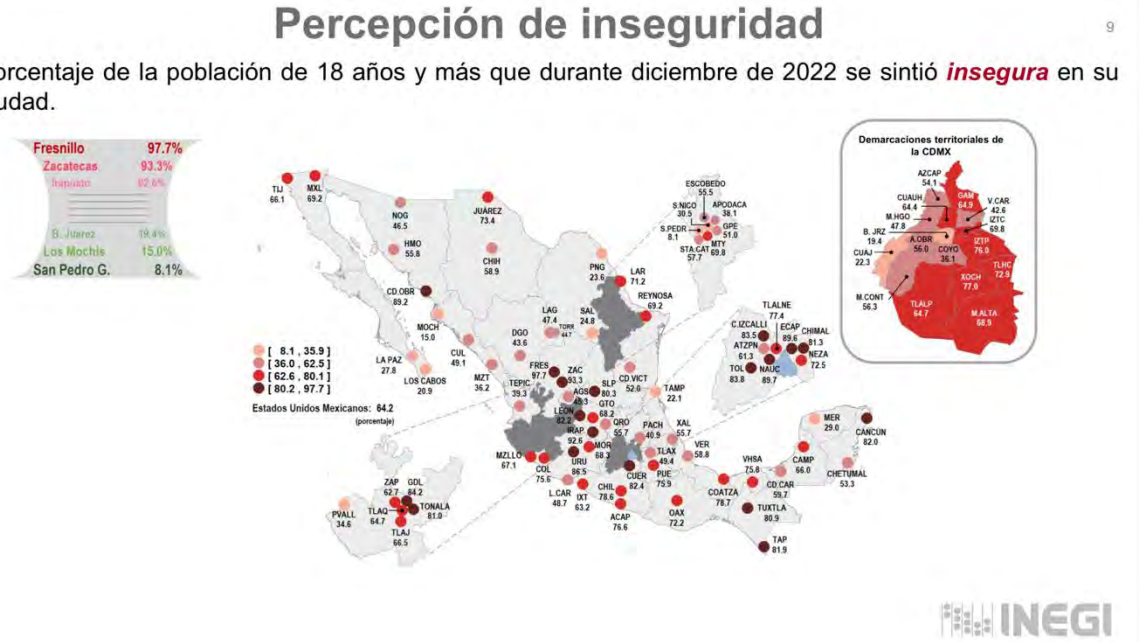 Percepción de inseguridad
9
orcentaje de la población de 18 años y más que durante diciembre de 2022 se sintió insegura en su
udad.
Fresnillo 97.7%
Zacatecas 93.3%
Irapuato 92.6%
B. Juárez 19.4%
Los Mochis 15.0%
San Pedro G. 8.1%
TIJ
66.1
MXL
69.2
NOG
46.5
HMO
55.8
JUÁREZ
73.4
CHIH
58.9
CD.OBR
89.2
MOCH
15.0
CUL
49.1
LA PAZ
27.8
LOS CABOS
20.9
MZT
36.2
DGO
43.6
LAG
47.4
TORR
44.7
SAL
24.8
PNG
23.6
LAR
71.2
REYNOSA
69.2
ESCOBEDO
55.5
S.NICO
30.5
APODACA
38.1
S.PEDR
8.1
GPE
51.0
STA.CAT
57.7
MTY
69.8
TEPIC
39.3
FRES
97.7
ZAC
93.3
AGS
SLP
80.3
CD.VICT
52.0
TAMP
22.1
LEÓN
82.2
GTO
68.2
IRAP
92.6
QRO
55.7
PACH
40.9
XAL
55.7
MOR
68.3
TLAX
49.4
VER
58.8
MZLLO
67.1
COL
75.6
URU
86.5
CUER
82.4
PUE
75.9
L.CAR
48.7
IXT
63.2
CHIL
78.6
ACAP
76.6
OAX
72.2
COATZA
78.7
VHSA
75.8
CD.CAR
59.7
CAMP
66.0
MER
29.0
CANCÚN
82.0
CHETUMAL
53.3
TUXTLA
80.9
TAP
81.9
TLALNE
77.4
C.IZCALLI
83.5
ECAP
89.6
CHIMAL
81.3
ATZPN
61.3
NEZA
72.5
TOL
83.8
NAUC
89.7
[ 8.1 , 35.9 ]
[ 36.0 , 62.5 ]
[ 62.6 , 80.1 ]
[ 80.2 , 97.7 ]
Estados Unidos Mexicanos: 64.2
(porcentaje)
PVALL
34.6
ZAP
62.7
GDL
84.2
TLAQ
64.7
TONALA
81.0
TLAJ
66.5
Demarcaciones territoriales de
la CDMX
AZCAP
54.1
CUAUH
64.4
GAM
64.9
V.CAR
42.6
M.HGO
47.8
IZTC
69.8
B. JRZ
19.4
A.OBR
56.0
COYO
36.1
IZTP
76.0
CUAJ
22.3
M.CONT
56.3
XOCH
77.0
TLHC
72.9
TLALP
64.7
M.ALTA
68.9
INEGI